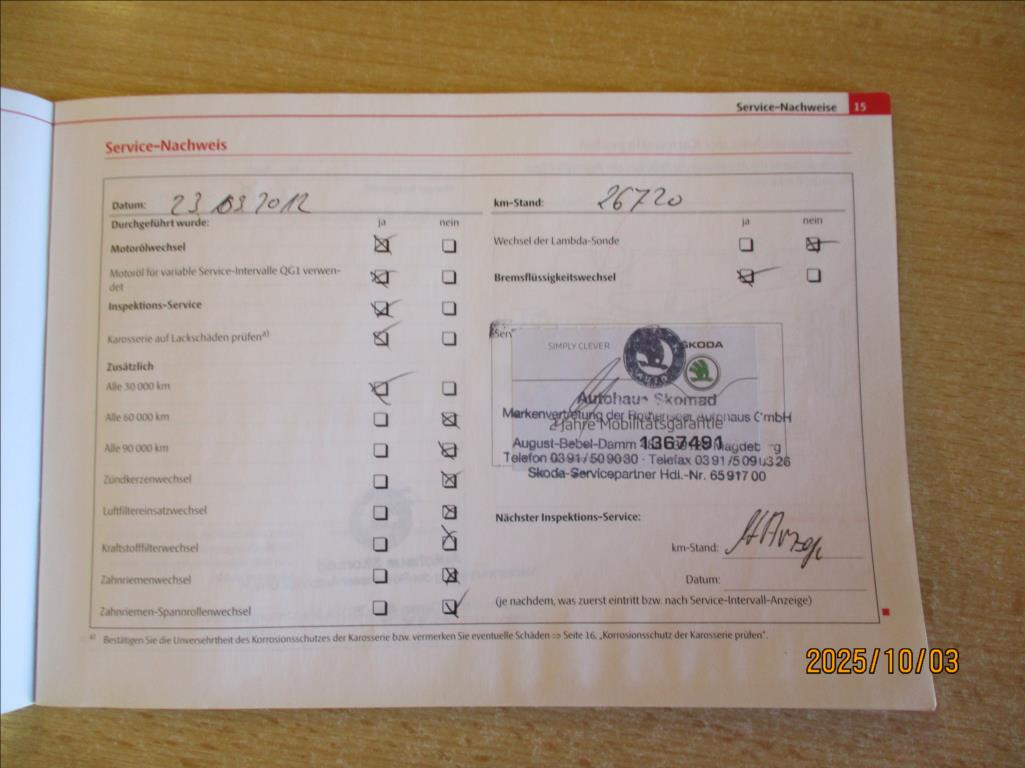 Service-Nachweise 15
Service-Nachweis
Datum: 23.03.2012
km-Stand: 26720
Durchgeführt wurde: ja nein
ja nein
Motorölwechsel
Wechsel der Lambda-Sonde
Motoröl für variable Service-Intervalle QG1 verwen-
det
Bremsflüssigkeitswechsel
Inspektions-Service
Karosserie auf Lackschäden prüfen a)
Zusätzlich
Alle 30 000 km
Alle 60 000 km
Alle 90 000 km
Zündkerzenwechsel
Luftfiltereinsatzwechsel
Kraftstofffilterwechsel
Zahnriemenwechsel
Zahnriemen-Spannrollenwechsel
SIMPLY CLEVER
SKODA
Autohaus Skomad
Markenvertretung der Autohaus GmbH
2 Jahre Mobilitätsgarantie
August-Bebel-Damm 1367491
Telefon 03 91 / 50 90 30 · Telefax 03 91 / 5 09 03 26
Skoda-Servicepartner Hdl.-Nr. 65 917 00
Nächster Inspektions-Service:
km-Stand:
Datum:
(je nachdem, was zuerst eintritt bzw. nach Service-Intervall-Anzeige)
a) Bestätigen Sie die Unversehrtheit des Korrosionsschutzes der Karosserie bzw. vermerken Sie eventuelle Schäden ⇒ Seite 16, „Korrosionsschutz der Karosserie prüfen".
2025/10/03